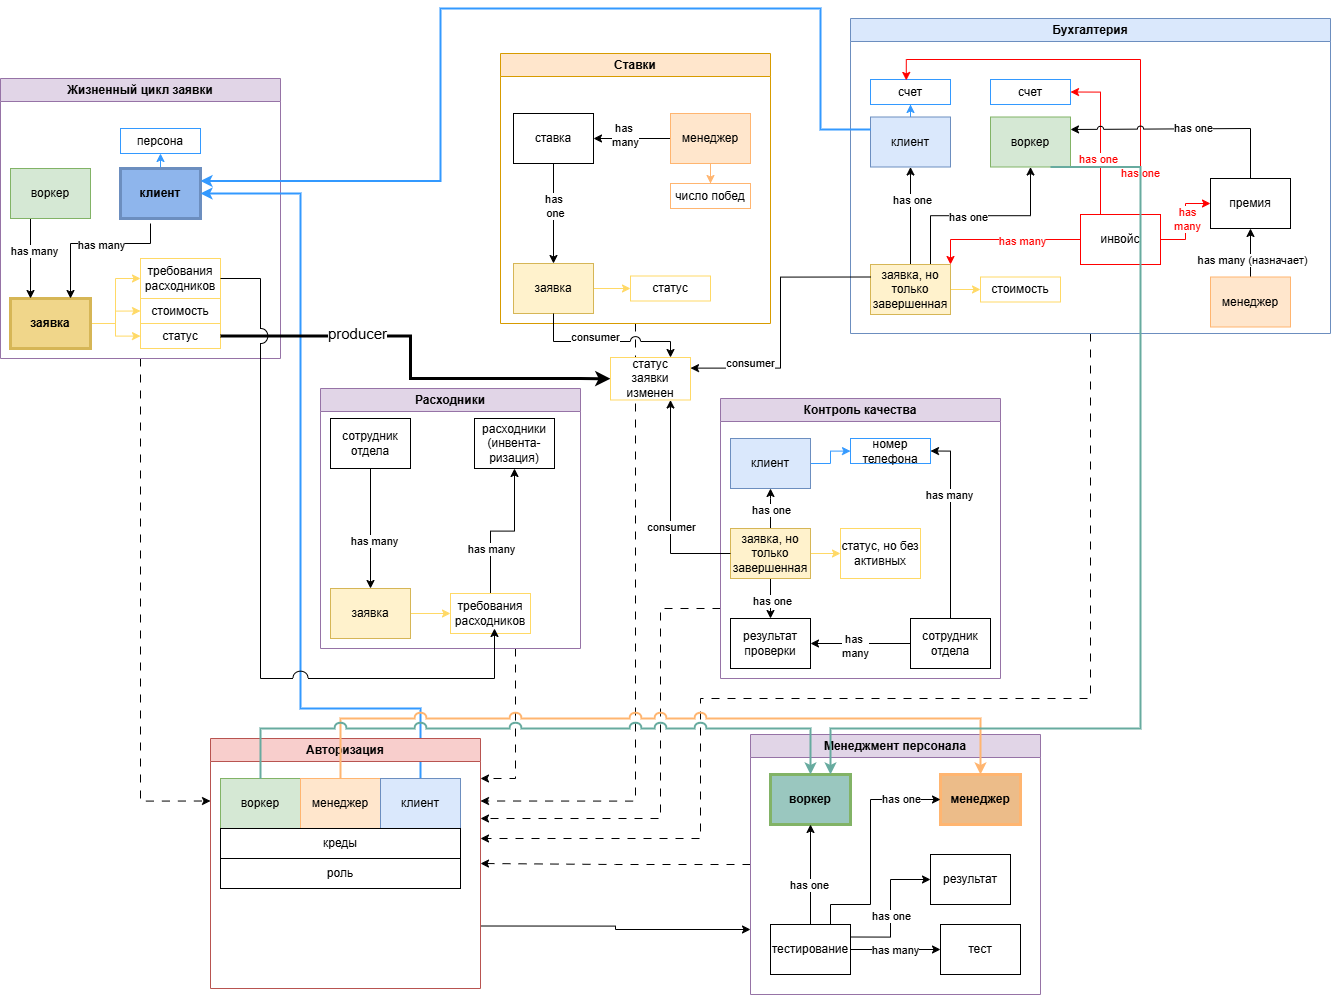 Жизненный цикл заявки
персона
воркер
клиент
has many
has many
требования
расходников
стоимость
заявка
статус
producer
Ставки
ставка
has
many
менеджер
число побед
has
one
заявка
статус
consumer
Бухгалтерия
счет
счет
клиент
воркер
has one
has one
has one
has one
has one
премия
has
many
инвойс
has many
has many (назначает)
заявка, но
только
завершенная
стоимость
менеджер
consumer
статус
заявки
изменен
Расходники
сотрудник
отдела
расходники
(инвента-
ризация)
has many
has many
заявка
требования
расходников
Контроль качества
клиент
номер
телефона
has many
has one
consumer
заявка, но
только
завершенная
статус, но без
активных
has one
результат
проверки
has
many
сотрудник
отдела
Авторизация
воркер
менеджер
клиент
креды
роль
Менеджмент персонала
воркер
has one
менеджер
has one
результат
has one
тестирование
has many
тест